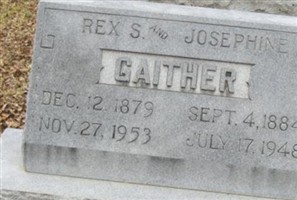 REX S. AND JOSEPHINE
GAITHER
DEC. 12, 1879 SEPT. 4, 1884
NOV. 27, 1953 JULY 17, 1948